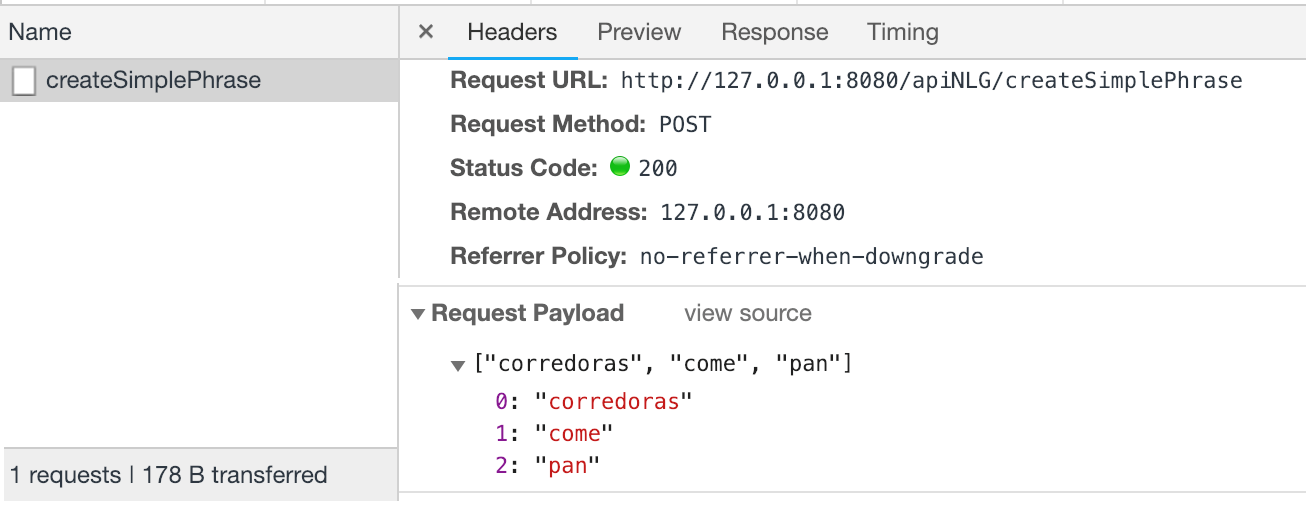 Name
× Headers Preview Response Timing
createSimplePhrase
Request URL: http://127.0.0.1:8080/apiNLG/createSimplePhrase
Request Method: POST
Status Code: 200
Remote Address: 127.0.0.1:8080
Referrer Policy: no-referrer-when-downgrade
Request Payload view source
["corredoras", "come", "pan"]
0: "corredoras"
1: "come"
2: "pan"
1 requests | 178 B transferred